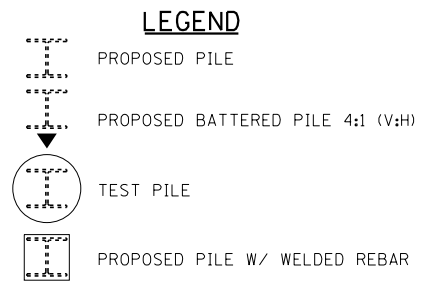 LEGEND
PROPOSED PILE
PROPOSED BATTERED PILE 4:1 (V:H)
TEST PILE
PROPOSED PILE W/ WELDED REBAR